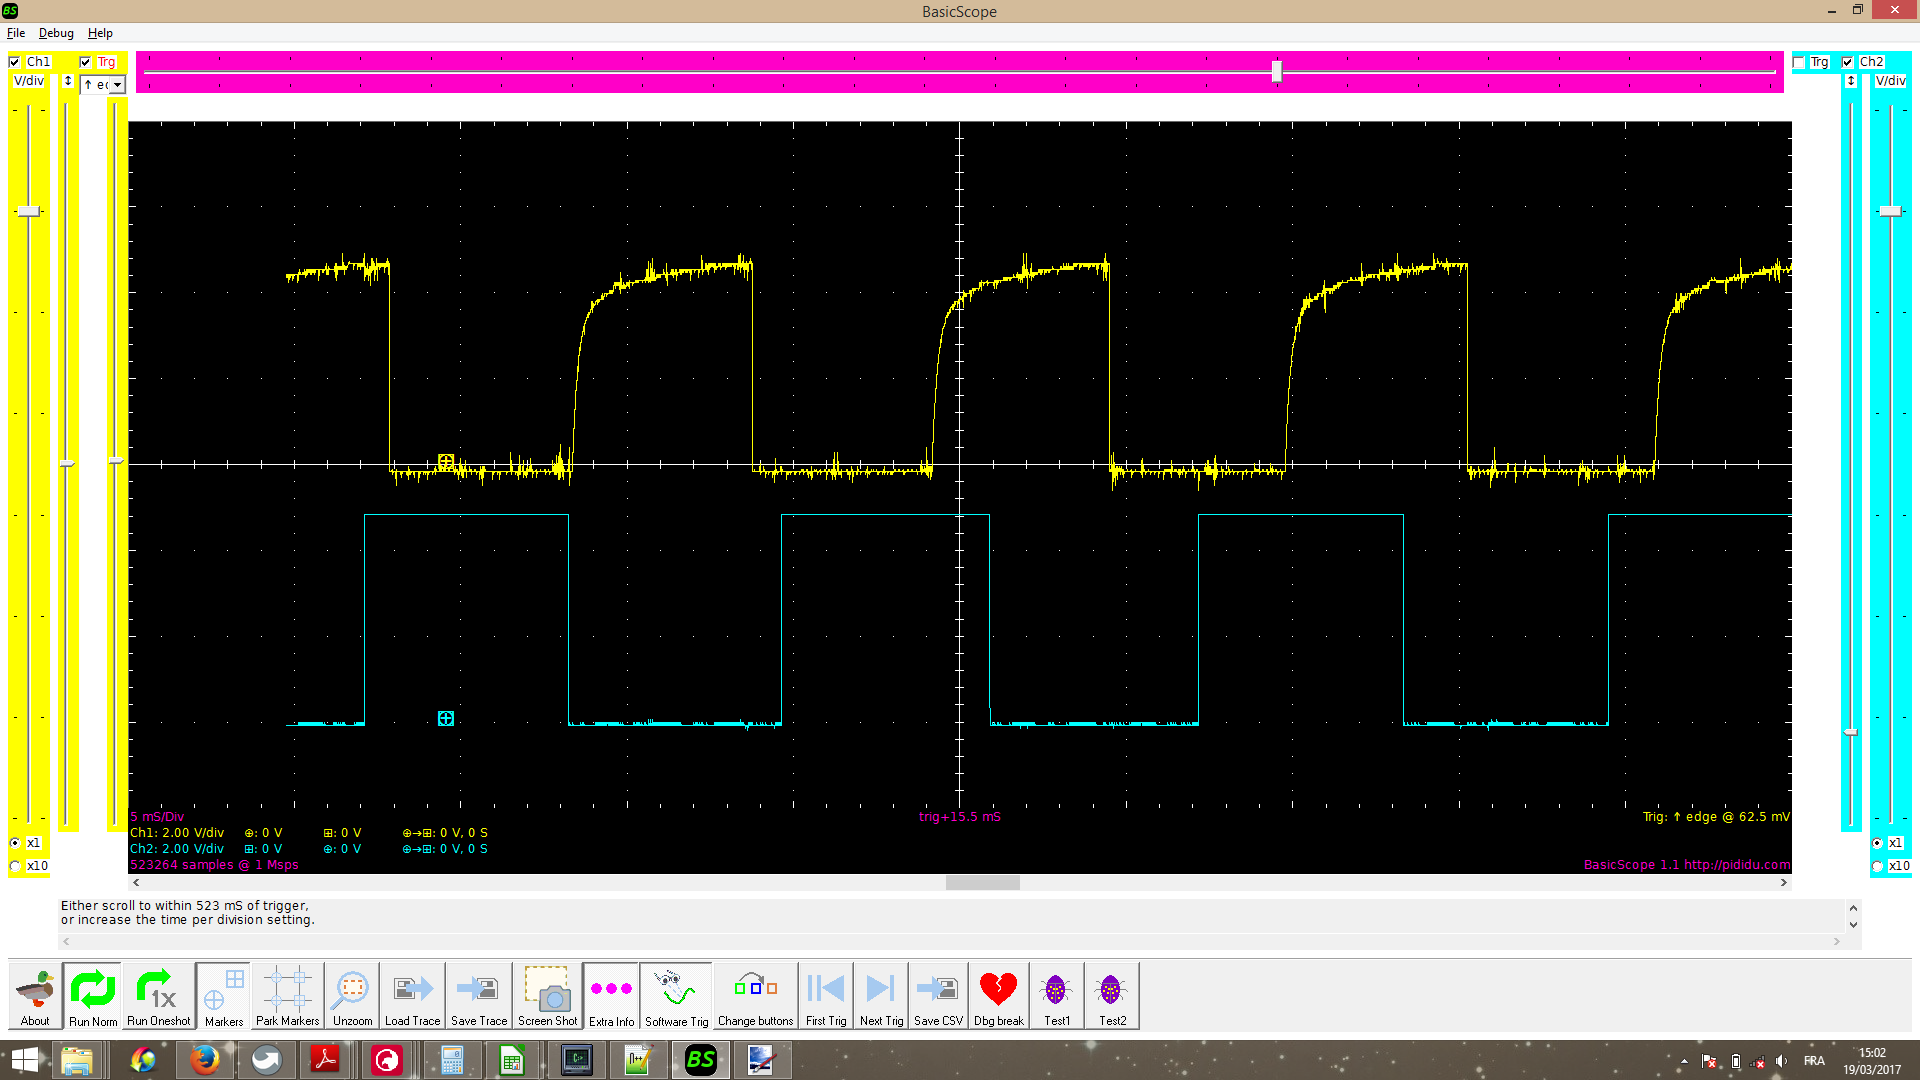 BS
BasicScope
File Debug Help
Ch1 Trg
Trg Ch2
V/div
↑ ec
V/div
5 mS/Div
trig+15.5 mS
Trig: ↑ edge @ 62.5 mV
Ch1: 2.00 V/div ⊕: 0 V ⊞: 0 V ⊕→⊞: 0 V, 0 S
Ch2: 2.00 V/div ⊞: 0 V ⊕: 0 V ⊕→⊞: 0 V, 0 S
523264 samples @ 1 Msps
BasicScope 1.1 http://pididu.com
x1
x10
x1
x10
Either scroll to within 523 mS of trigger,
or increase the time per division setting.
1x
About Run Norm Run Oneshot Markers Park Markers Unzoom Load Trace Save Trace Screen Shot Extra Info Software Trig Change buttons First Trig Next Trig Save CSV Dbg break Test1 Test2
BS
FRA
15:02
19/03/2017